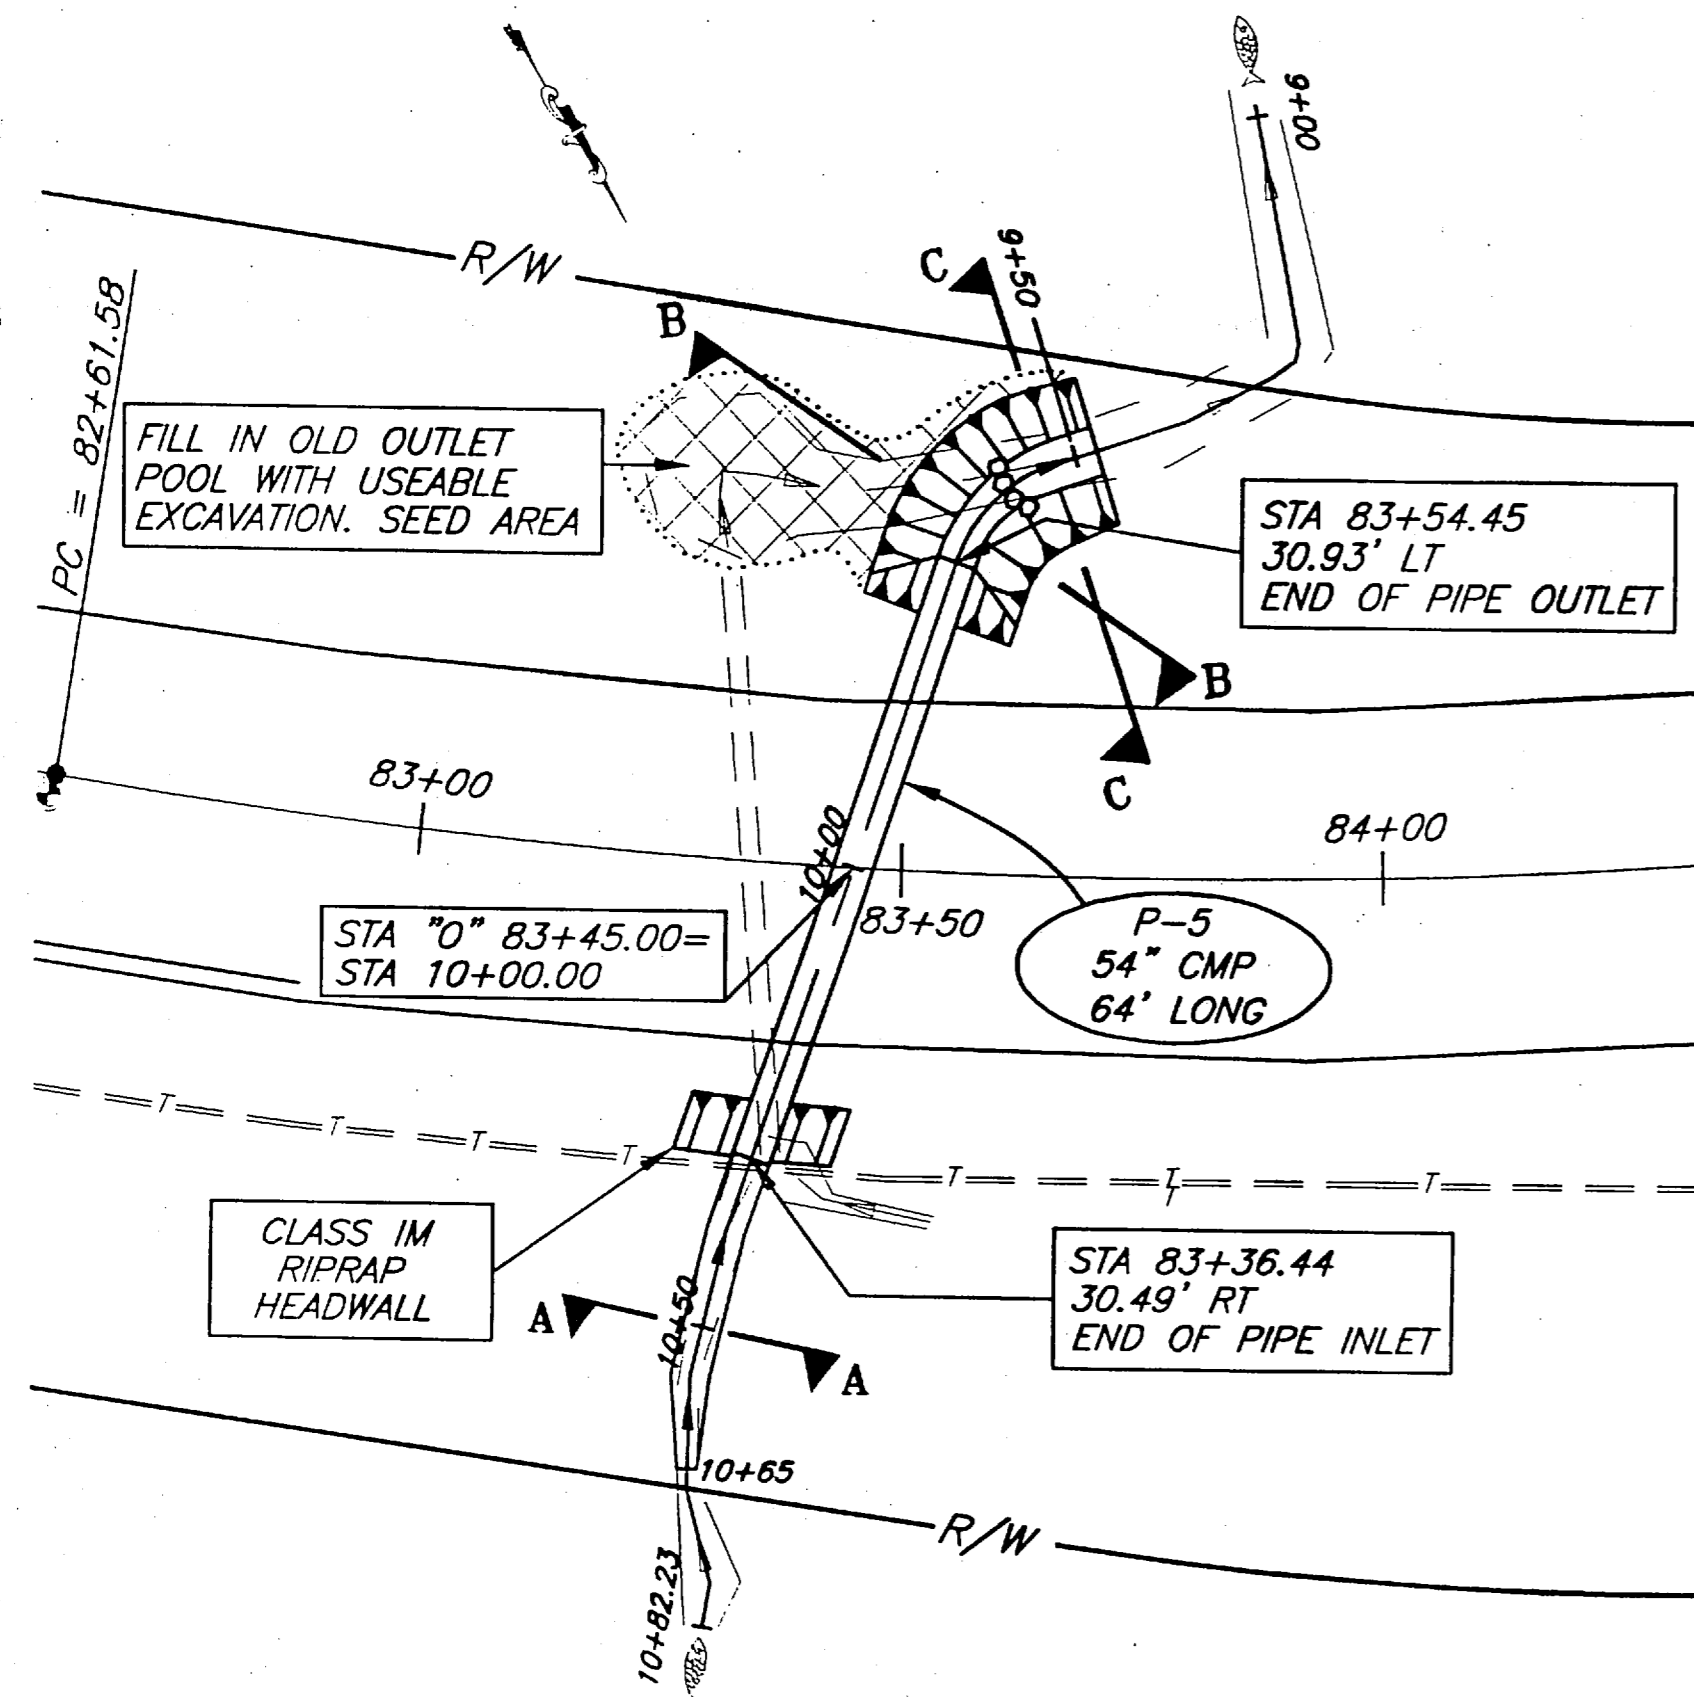 9+00
R/W
9+50
C
B
PC = 82+61.58
FILL IN OLD OUTLET
POOL WITH USEABLE
EXCAVATION. SEED AREA
STA 83+54.45
30.93' LT
END OF PIPE OUTLET
B
C
83+00
10+00
84+00
83+50
STA "O" 83+45.00=
STA 10+00.00
P-5
54" CMP
64' LONG
T
T
T
T
T
T
T
T
CLASS IM
RIPRAP
HEADWALL
STA 83+36.44
30.49' RT
END OF PIPE INLET
A
10+50
A
10+65
R/W
10+82.23